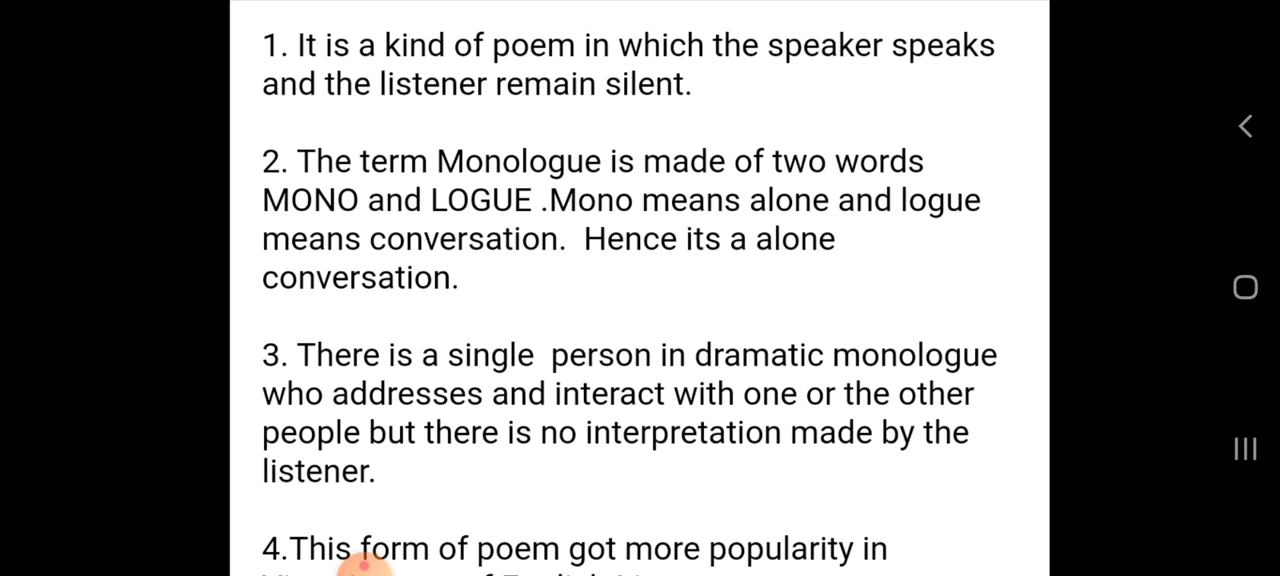 1. It is a kind of poem in which the speaker speaks
and the listener remain silent.
2. The term Monologue is made of two words
MONO and LOGUE .Mono means alone and logue
means conversation.  Hence its a alone
conversation.
3. There is a single  person in dramatic monologue
who addresses and interact with one or the other
people but there is no interpretation made by the
listener.
4.This form of poem got more popularity in